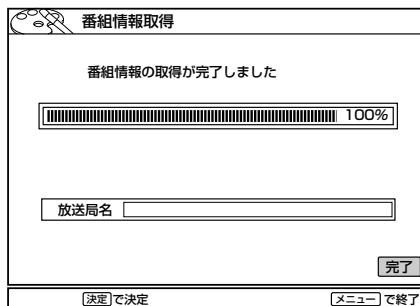 番組情報取得
番組情報の取得が完了しました
100%
放送局名
完了
決定で決定
メニューで終了